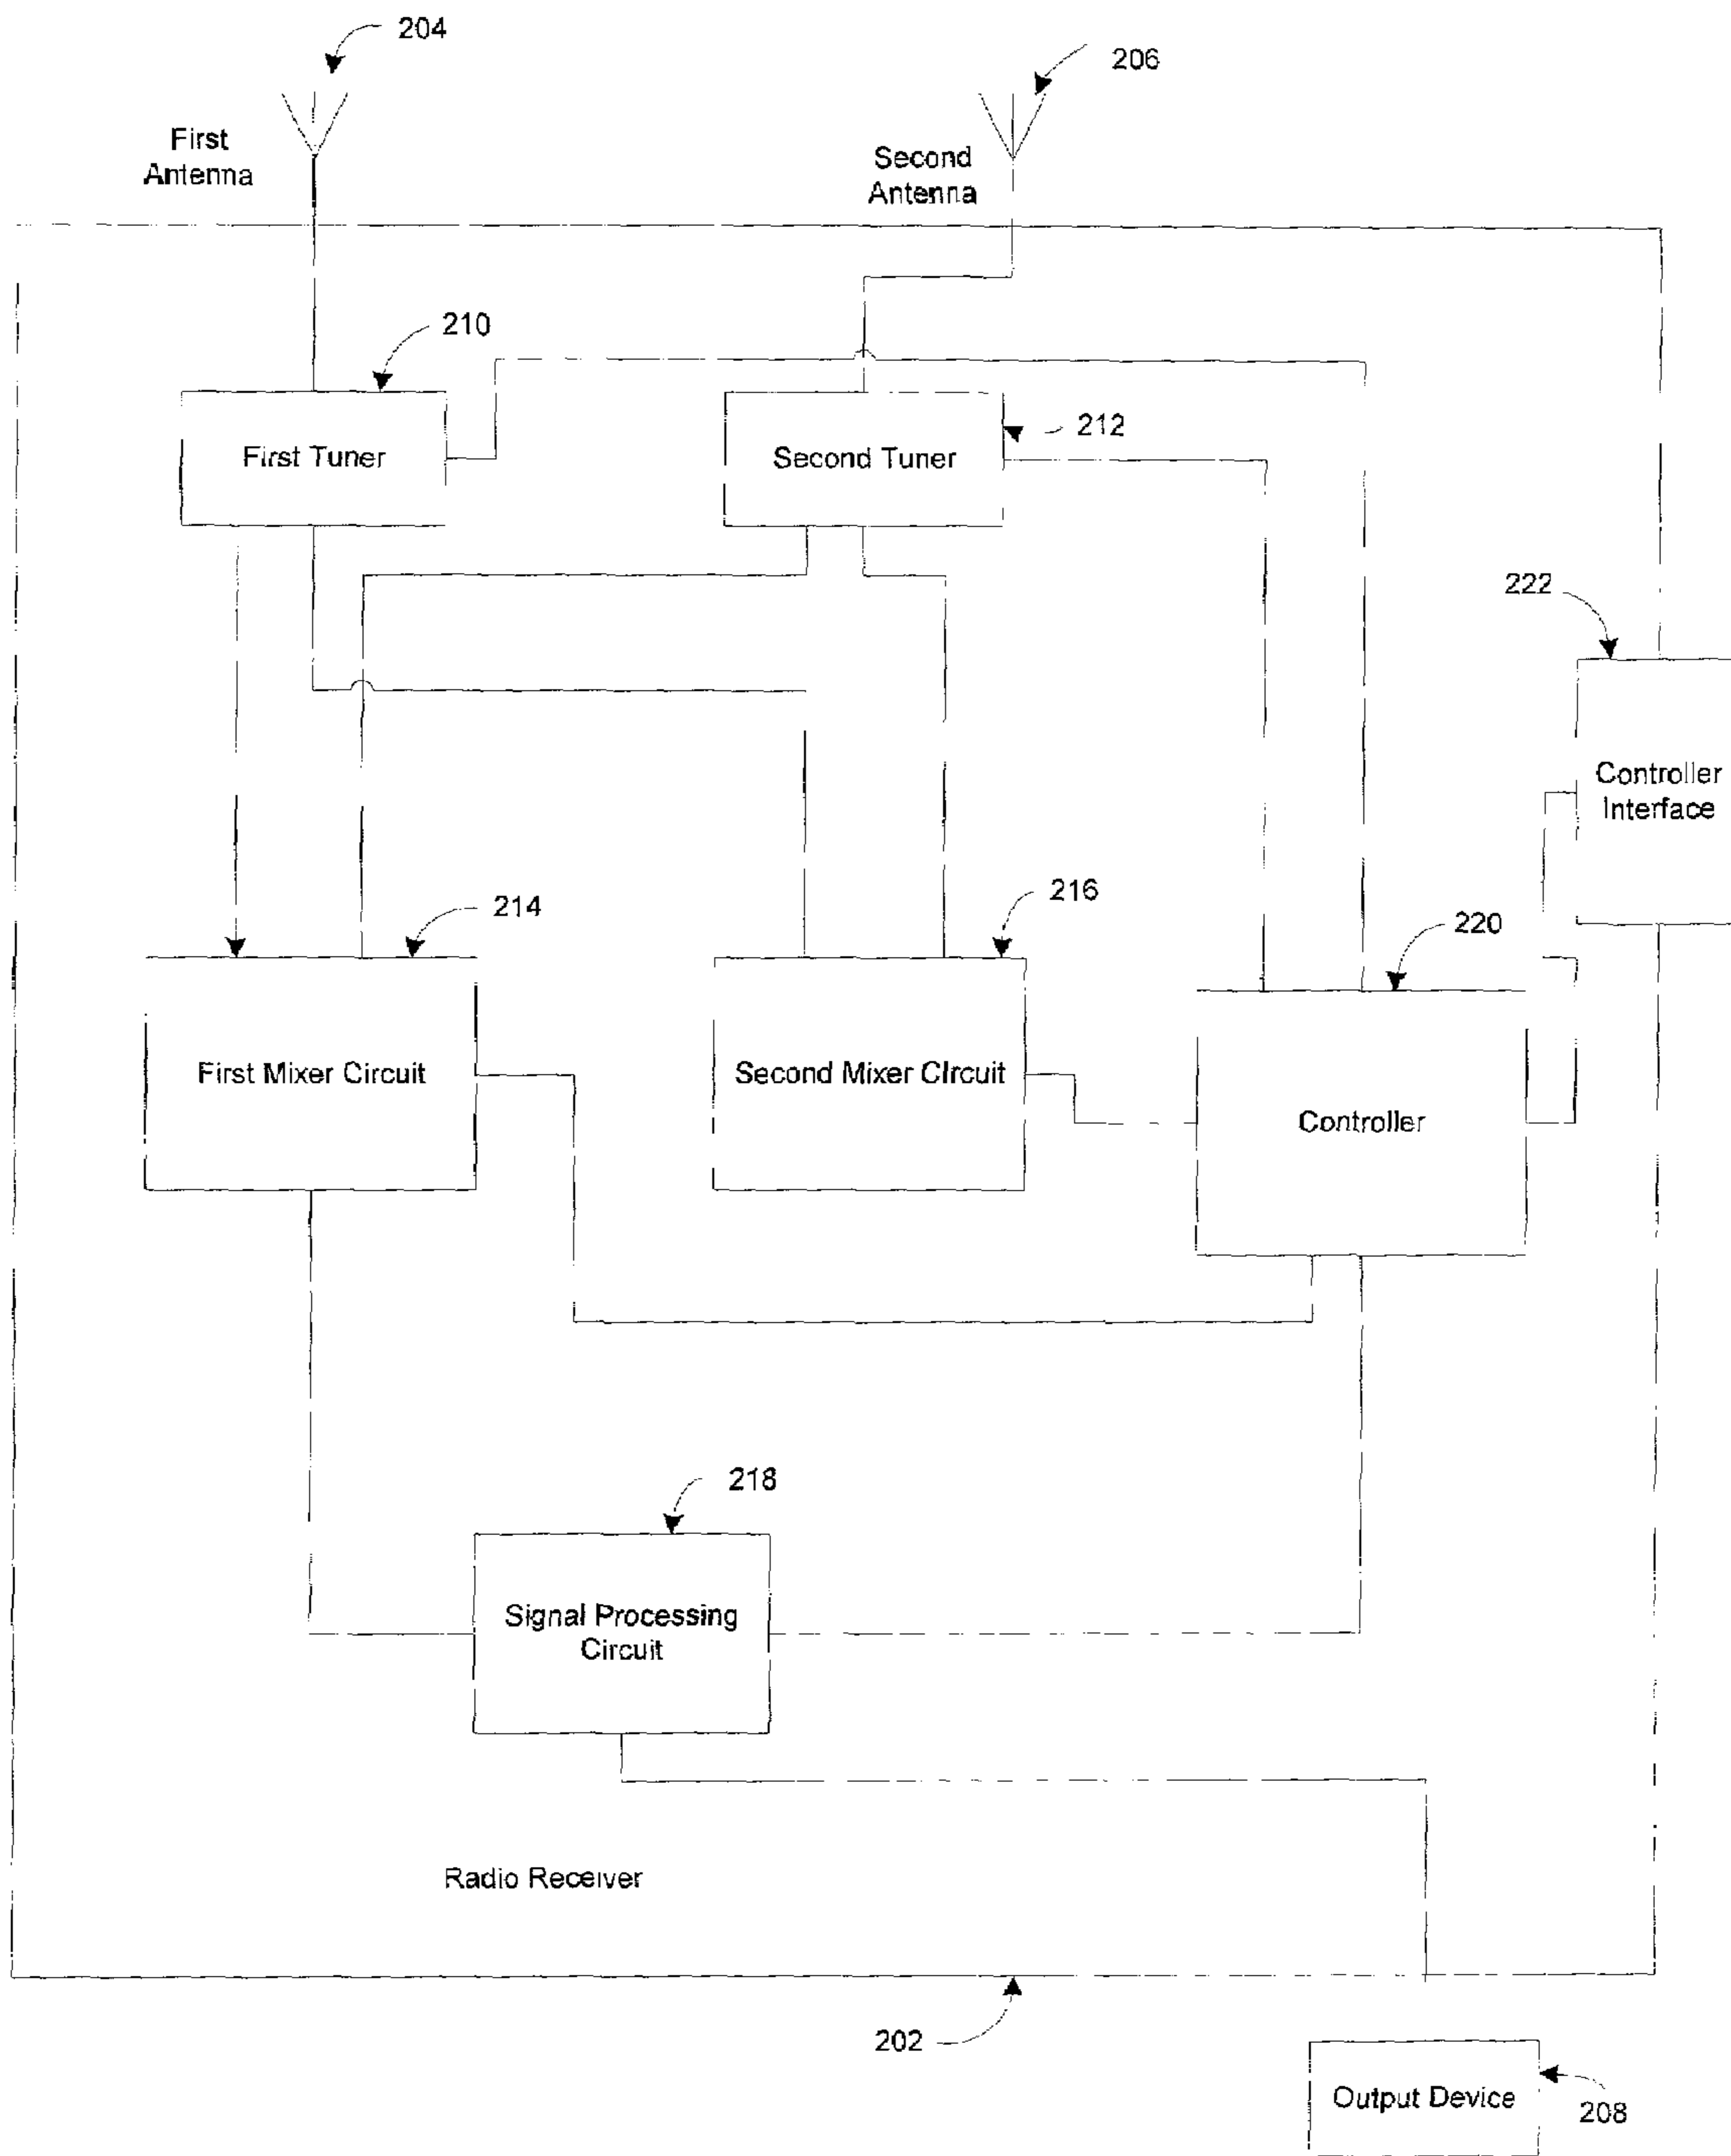 204
206
First
Antenna
Second
Antenna
210
212
First Tuner
Second Tuner
222
Controller
Interface
214
216
220
First Mixer Circuit
Second Mixer CIrcuit
Controller
218
Signal Processing
Circuit
Radio Receiver
202
Output Device
208